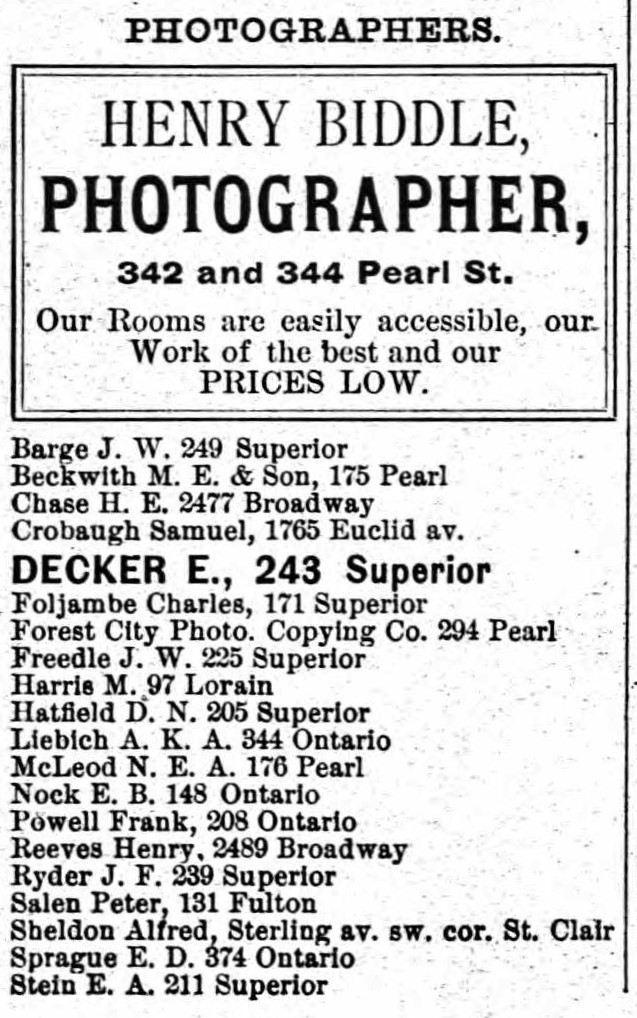 PHOTOGRAPHERS.
HENRY BIDDLE,
PHOTOGRAPHER,
342 and 344 Pearl St.
Our Rooms are easily accessible, our
Work of the best and our
PRICES LOW.
Barge J. W. 249 Superior
Beckwith M. E. & Son, 175 Pearl
Chase H. E. 2477 Broadway
Crobaugh Samuel, 1765 Euclid av.
DECKER E., 243 Superior
Foljambe Charles, 171 Superior
Forest City Photo. Copying Co. 294 Pearl
Freedle J. W. 225 Superior
Harris M. 97 Lorain
Hatfield D. N. 205 Superior
Liebich A. K. A. 344 Ontario
McLeod N. E. A. 176 Pearl
Nock E. B. 148 Ontario
Powell Frank, 208 Ontario
Reeves Henry, 2489 Broadway
Ryder J. F. 239 Superior
Salen Peter, 131 Fulton
Sheldon Alfred, Sterling av. sw. cor. St. Clair
Sprague E. D. 374 Ontario
Stein E. A. 211 Superior